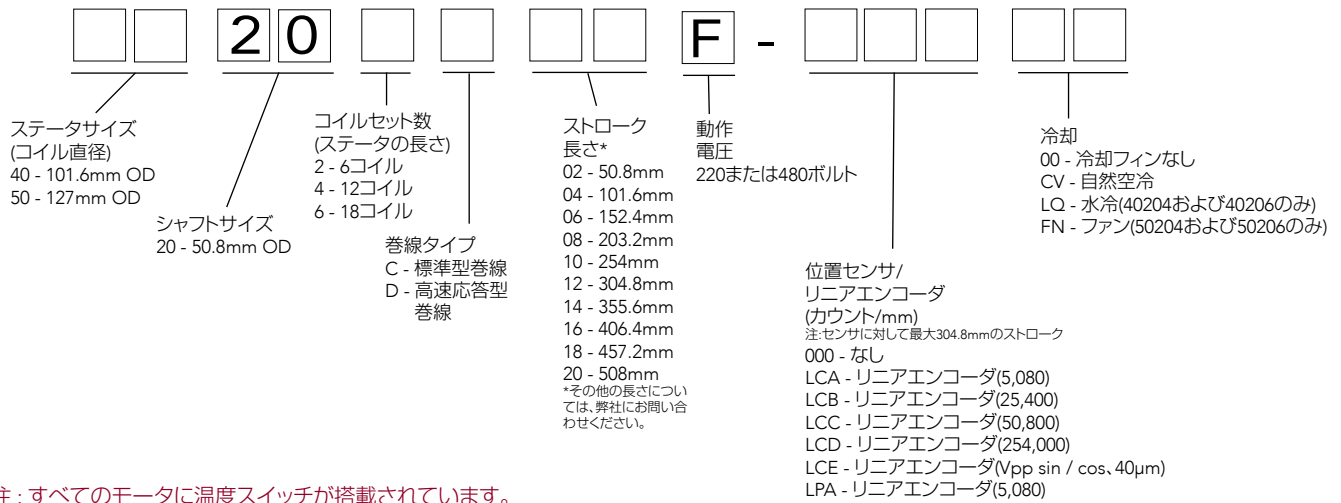 20 F -
ステータサイズ
(コイル直径)
40 - 101.6mm OD
50 - 127mm OD
シャフトサイズ
20 - 50.8mm OD
コイルセット数
(ステータの長さ)
2 - 6コイル
4 - 12コイル
6 - 18コイル
巻線タイプ
C - 標準型巻線
D - 高速応答型
巻線
ストローク
長さ*
02 - 50.8mm
04 - 101.6mm
06 - 152.4mm
08 - 203.2mm
10 - 254mm
12 - 304.8mm
14 - 355.6mm
16 - 406.4mm
18 - 457.2mm
20 - 508mm
*その他の長さについ
ては、弊社にお問い合
わせください。
動作
電圧
220または480ボルト
位置センサ/
リニアエンコーダ
(カウント/mm)
注:センサに対して最大304.8mmのストローク
000 - なし
LCA - リニアエンコーダ(5,080)
LCB - リニアエンコーダ(25,400)
LCC - リニアエンコーダ(50,800)
LCD - リニアエンコーダ(254,000)
LCE - リニアエンコーダ(Vpp sin / cos、40µm)
LPA - リニアエンコーダ(5,080)
冷却
00 - 冷却フィンなし
CV - 自然空冷
LQ - 水冷(40204および40206のみ)
FN - ファン(50204および50206のみ)
注 : すべてのモータに温度スイッチが搭載されています。